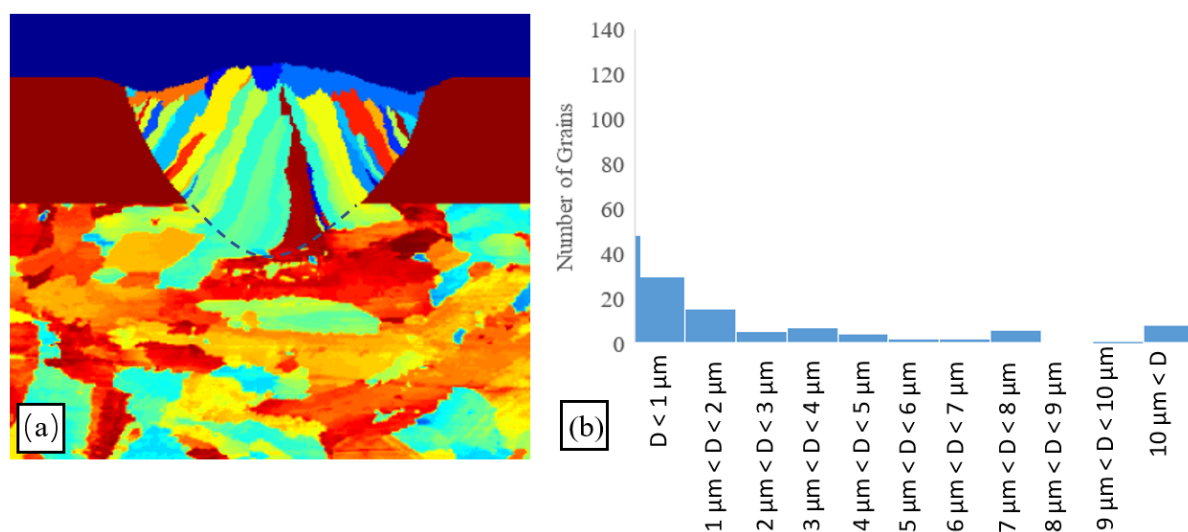 (a)
140
120
100
80
60
40
20
0
Number of Grains
(b)
D < 1 µm
1 µm < D < 2 µm
2 µm < D < 3 µm
3 µm < D < 4 µm
4 µm < D < 5 µm
5 µm < D < 6 µm
6 µm < D < 7 µm
7 µm < D < 8 µm
8 µm < D < 9 µm
9 µm < D < 10 µm
10 µm < D